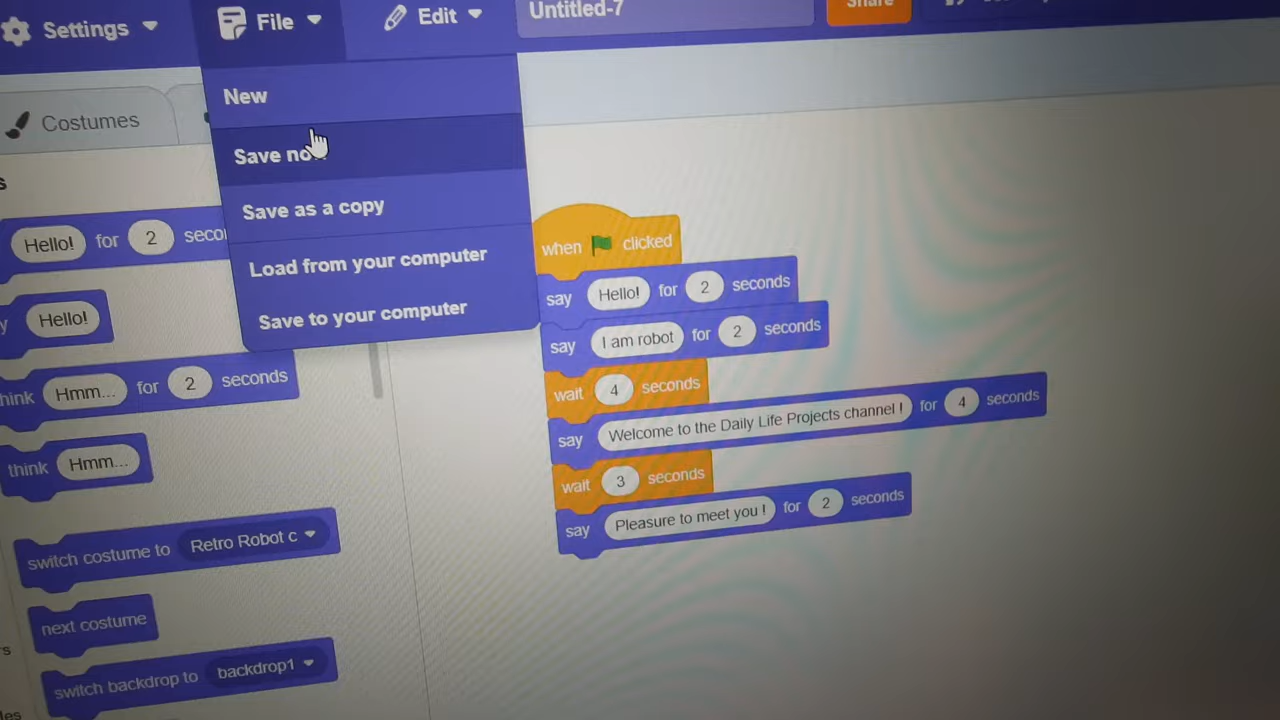 Settings
File
Edit
Untitled-7
Share
New
Costumes
Save now
Save as a copy
Load from your computer
Save to your computer
Hello! for 2
Hello!
Hmm... for 2 seconds
think Hmm...
switch costume to Retro Robot c
next costume
switch backdrop to backdrop1
when clicked
say Hello! for 2 seconds
say I am robot for 2 seconds
wait 4 seconds
say Welcome to the Daily Life Projects channel ! for 4 seconds
wait 3 seconds
say Pleasure to meet you ! for 2 seconds